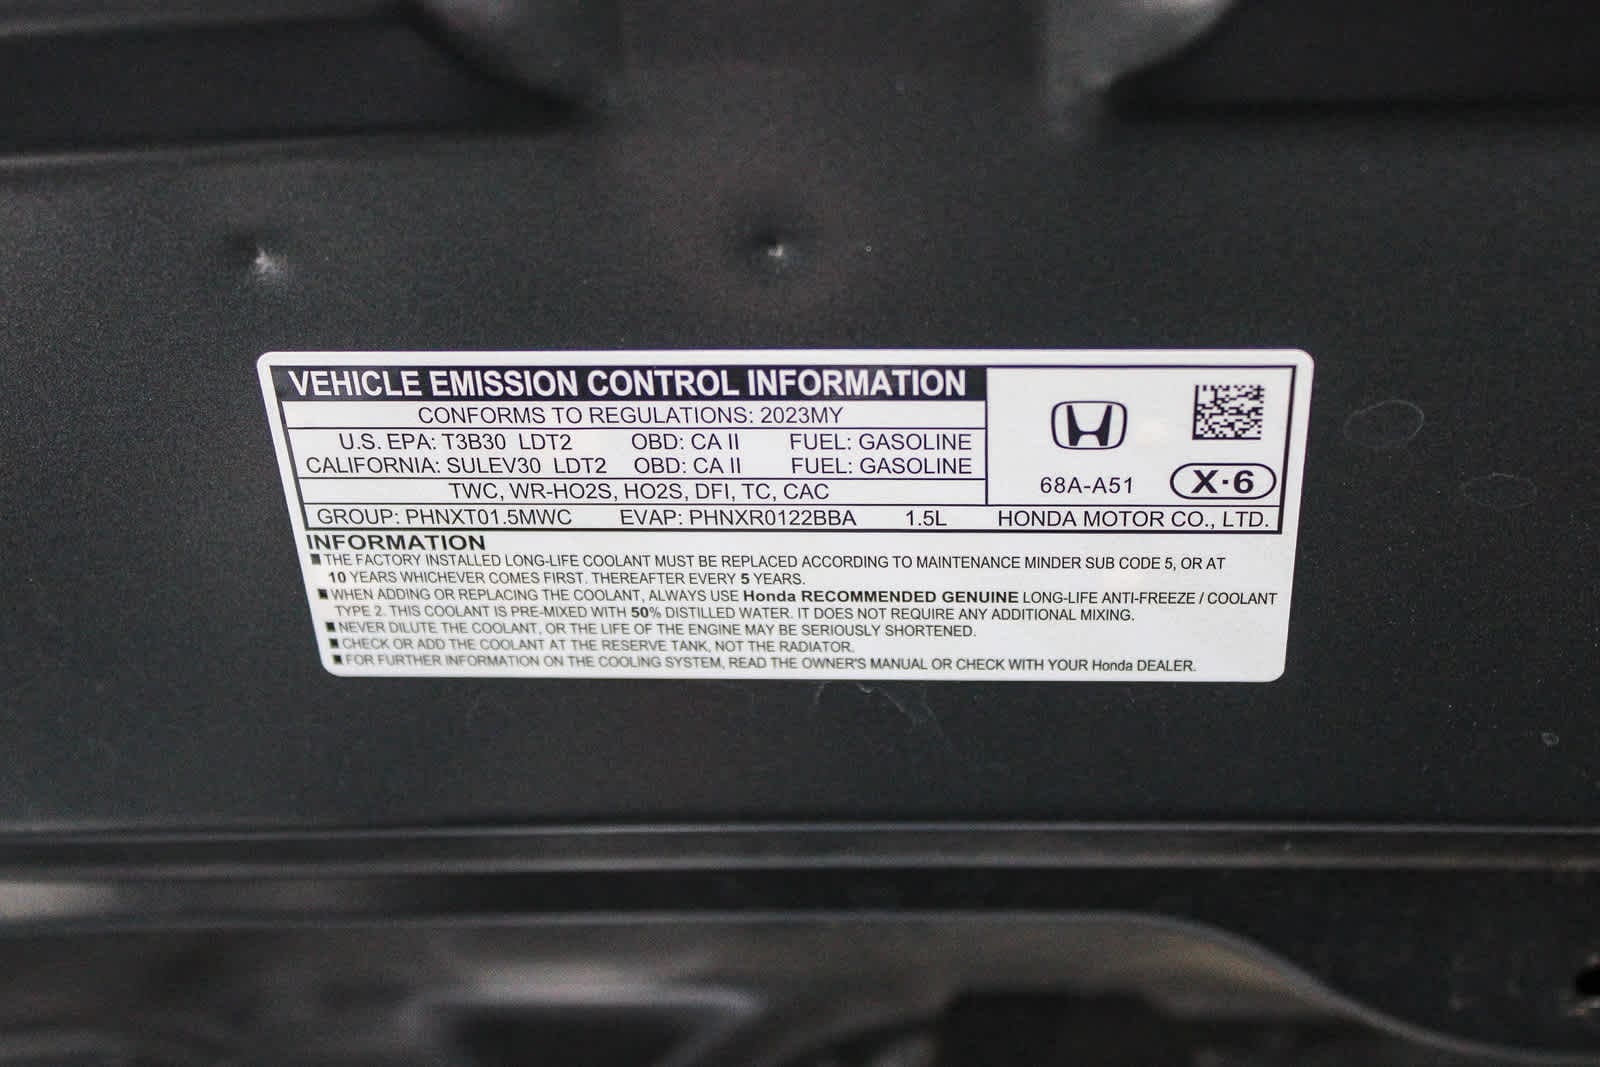 VEHICLE EMISSION CONTROL INFORMATION
CONFORMS TO REGULATIONS: 2023MY
U.S. EPA: T3B30 LDT2 OBD: CA II FUEL: GASOLINE
CALIFORNIA: SULEV30 LDT2 OBD: CA II FUEL: GASOLINE
TWC, WR-HO2S, HO2S, DFI, TC, CAC
68A-A51 X·6
GROUP: PHNXT01.5MWC EVAP: PHNXR0122BBA 1.5L HONDA MOTOR CO., LTD.
INFORMATION
■ THE FACTORY INSTALLED LONG-LIFE COOLANT MUST BE REPLACED ACCORDING TO MAINTENANCE MINDER SUB CODE 5, OR AT
10 YEARS WHICHEVER COMES FIRST. THEREAFTER EVERY 5 YEARS.
■ WHEN ADDING OR REPLACING THE COOLANT, ALWAYS USE Honda RECOMMENDED GENUINE LONG-LIFE ANTI-FREEZE / COOLANT
TYPE 2. THIS COOLANT IS PRE-MIXED WITH 50% DISTILLED WATER. IT DOES NOT REQUIRE ANY ADDITIONAL MIXING.
■ NEVER DILUTE THE COOLANT, OR THE LIFE OF THE ENGINE MAY BE SERIOUSLY SHORTENED.
■ CHECK OR ADD THE COOLANT AT THE RESERVE TANK, NOT THE RADIATOR.
■ FOR FURTHER INFORMATION ON THE COOLING SYSTEM, READ THE OWNER'S MANUAL OR CHECK WITH YOUR Honda DEALER.